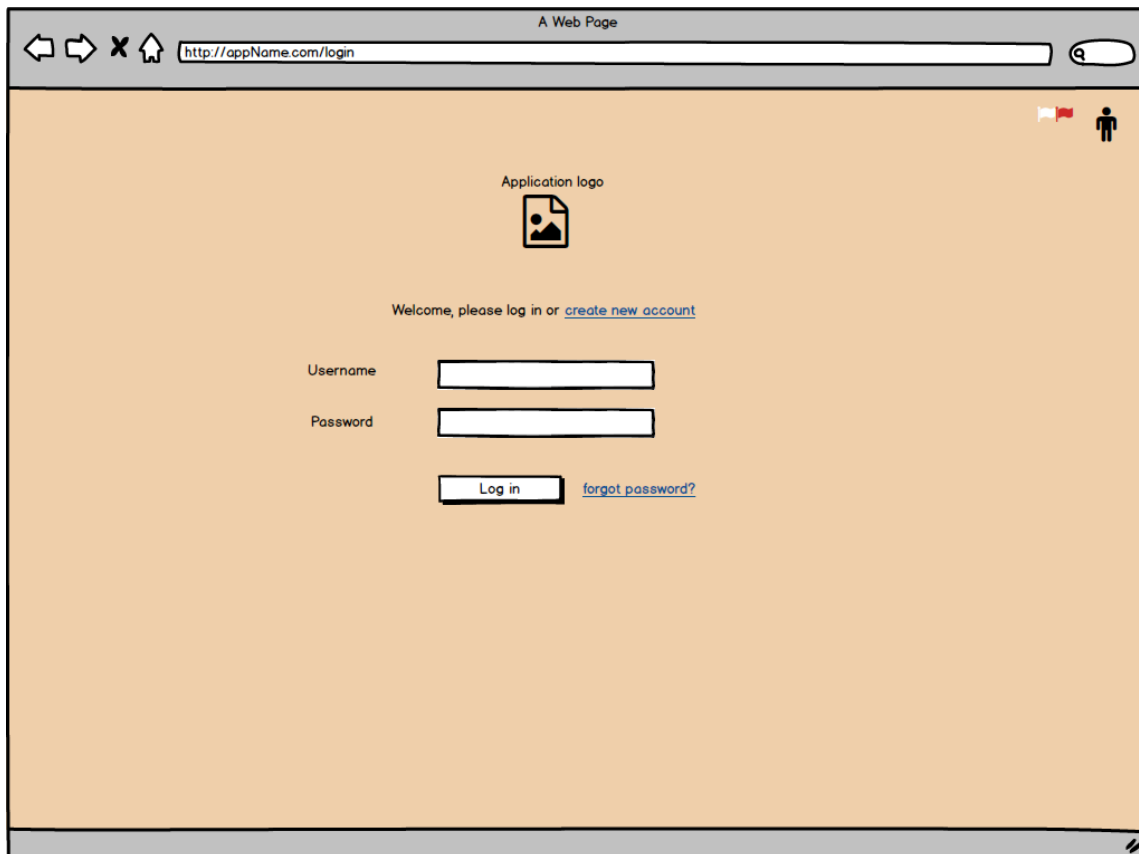 A Web Page
http://appName.com/login
Application logo
Welcome, please log in or create new account
Username
Password
Log in forgot password?